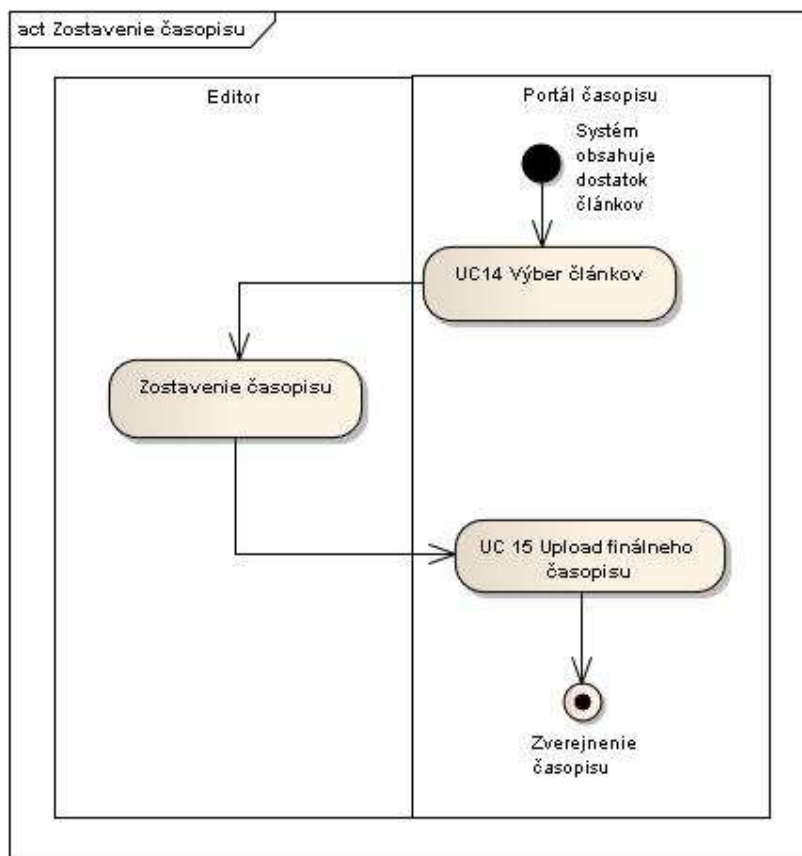 act Zostavenie časopisu
Editor
Portál časopisu
Systém
obsahuje
dostatok
článkov
UC14 Výber článkov
Zostavenie časopisu
UC 15 Upload finálneho
časopisu
Zverejnenie
časopisu